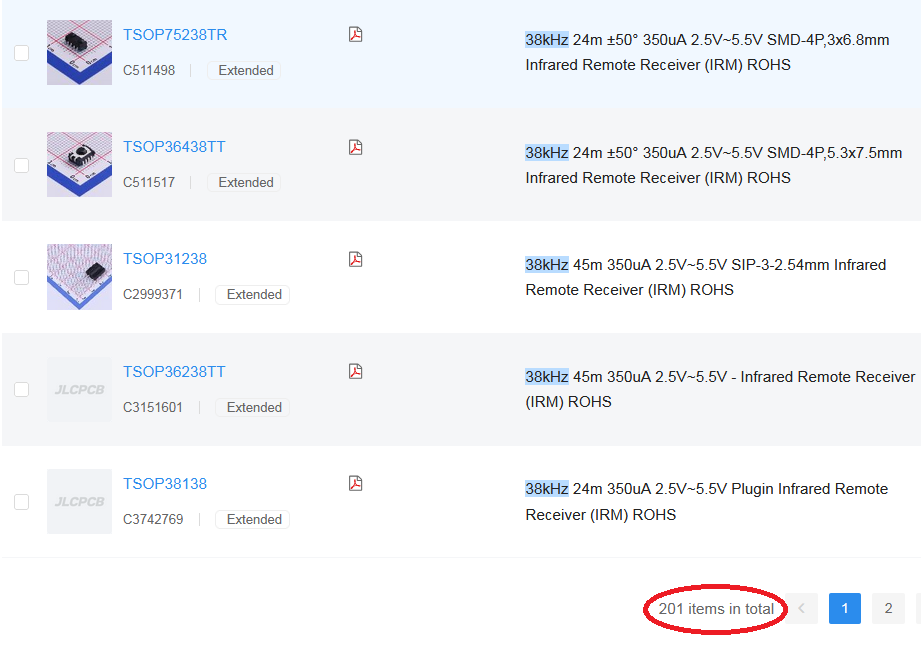 TSOP75238TR
C511498 Extended
38kHz 24m ±50° 350uA 2.5V~5.5V SMD-4P,3x6.8mm
Infrared Remote Receiver (IRM) ROHS
TSOP36438TT
C511517 Extended
38kHz 24m ±50° 350uA 2.5V~5.5V SMD-4P,5.3x7.5mm
Infrared Remote Receiver (IRM) ROHS
TSOP31238
C2999371 Extended
38kHz 45m 350uA 2.5V~5.5V SIP-3-2.54mm Infrared
Remote Receiver (IRM) ROHS
JLCPCB
TSOP36238TT
C3151601 Extended
38kHz 45m 350uA 2.5V~5.5V - Infrared Remote Receiver
(IRM) ROHS
JLCPCB
TSOP38138
C3742769 Extended
38kHz 24m 350uA 2.5V~5.5V Plugin Infrared Remote
Receiver (IRM) ROHS
201 items in total < 1 2